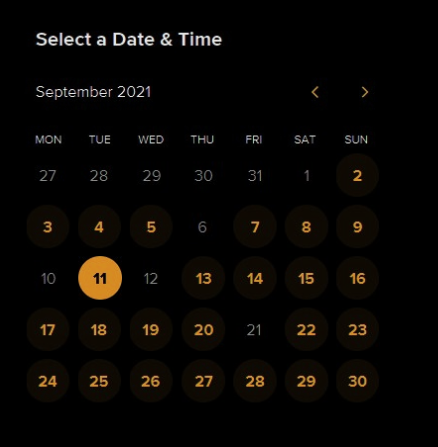 Select a Date & Time
September 2021
MON TUE WED THU FRI SAT SUN
27 28 29 30 31 1 2
3 4 5 6 7 8 9
10 11 12 13 14 15 16
17 18 19 20 21 22 23
24 25 26 27 28 29 30